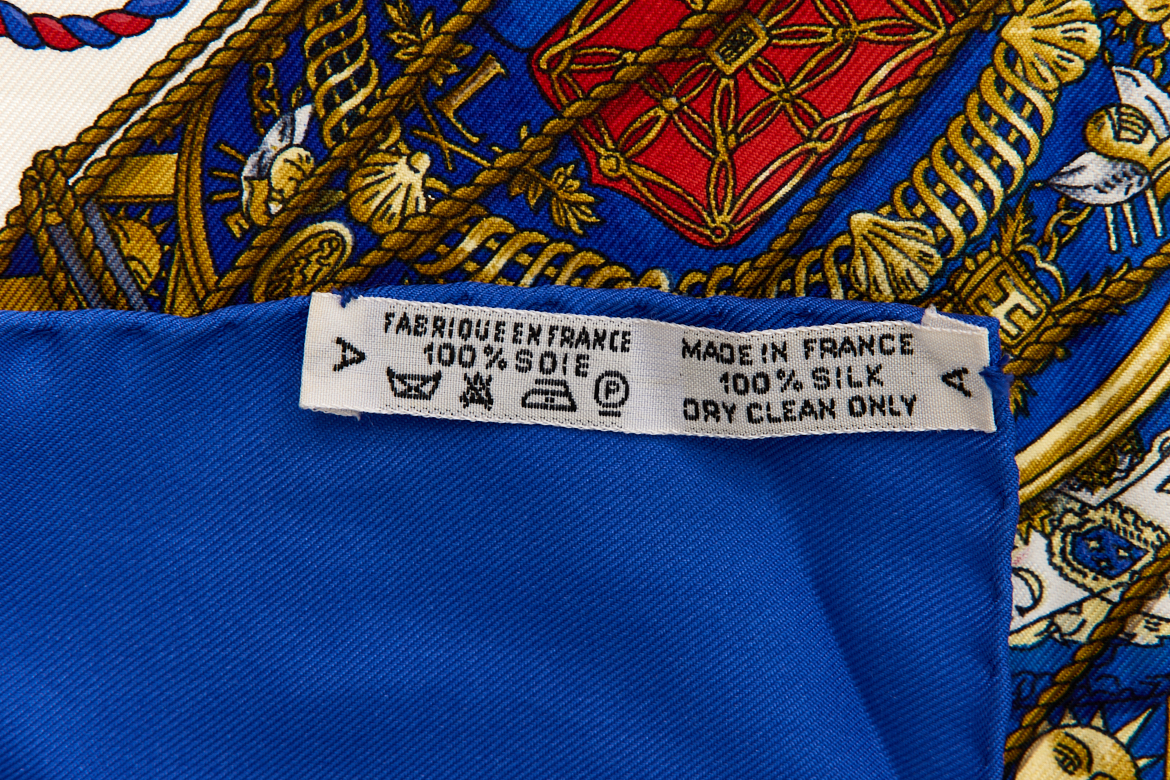 A
FABRIQUE EN FRANCE
100% SOIE
P
MADE IN FRANCE
100% SILK
DRY CLEAN ONLY
A
H